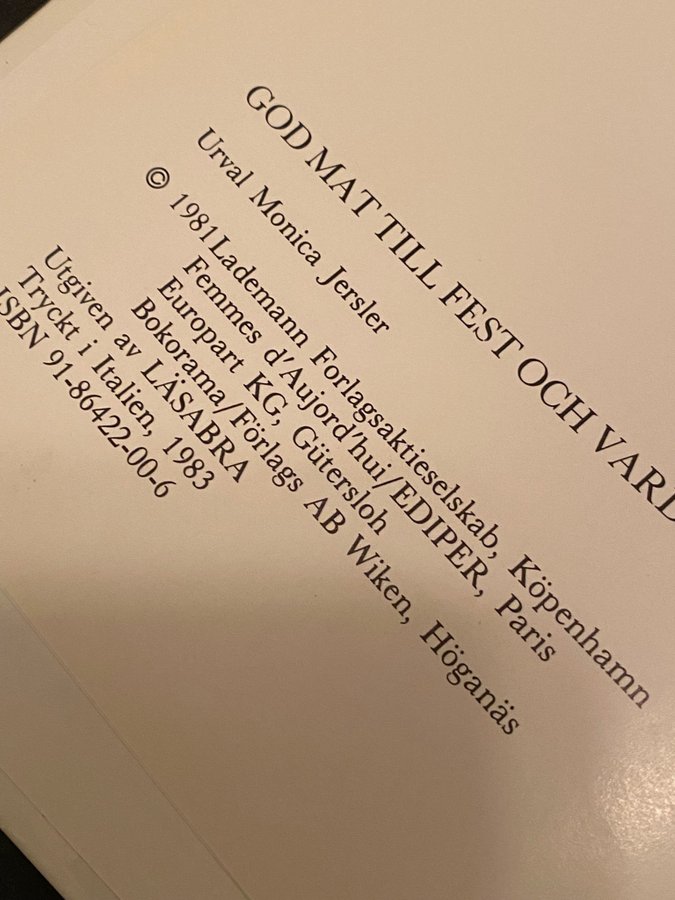 GOD MAT TILL FEST OCH VARD
Urval Monica Jersler
© 1981 Lademann Forlagsaktieselskab, Köpenhamn
Femmes d'Aujord'hui/EDIPER, Paris
Europart KG, Gütersloh
Bokorama/Förlags AB Wiken, Höganäs
Utgiven av LÄSABRA
Tryckt i Italien, 1983
ISBN 91-86422-00-6